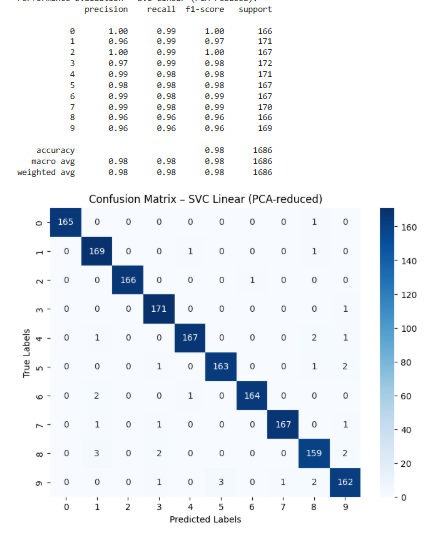 precision recall f1-score support
0 1.00 0.99 1.00 166
1 0.96 0.99 0.97 171
2 1.00 0.99 1.00 167
3 0.97 0.99 0.98 172
4 0.99 0.98 0.98 171
5 0.98 0.98 0.98 167
6 0.99 0.98 0.99 167
7 0.99 0.98 0.99 170
8 0.96 0.96 0.96 166
9 0.96 0.96 0.96 169
accuracy 0.98 1686
macro avg 0.98 0.98 0.98 1686
weighted avg 0.98 0.98 0.98 1686
Confusion Matrix – SVC Linear (PCA-reduced)
0 165 0 0 0 0 0 0 0 1 0
1 0 169 0 0 1 0 0 0 1 0
2 0 0 166 0 0 0 1 0 0 0
3 0 0 0 171 0 0 0 0 0 1
4 0 1 0 0 167 0 0 0 2 1
5 0 0 0 1 0 163 0 0 1 2
6 0 2 0 0 1 0 164 0 0 0
7 0 1 0 1 0 0 0 167 0 1
8 0 3 0 2 0 0 0 0 159 2
9 0 0 0 1 0 3 0 1 2 162
0 1 2 3 4 5 6 7 8 9
True Labels
Predicted Labels
160
140
120
100
80
60
40
20
0